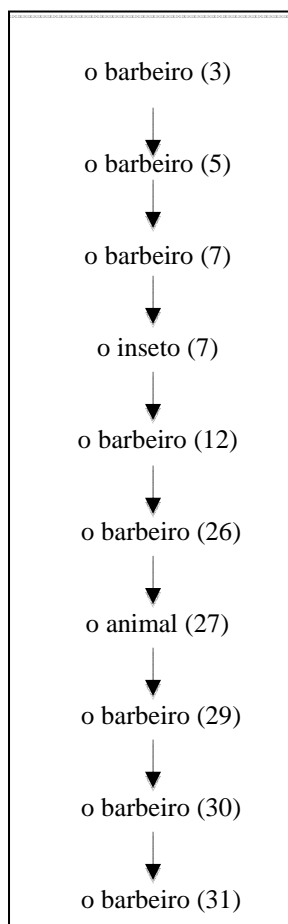 o barbeiro (3)
o barbeiro (5)
o barbeiro (7)
o inseto (7)
o barbeiro (12)
o barbeiro (26)
o animal (27)
o barbeiro (29)
o barbeiro (30)
o barbeiro (31)